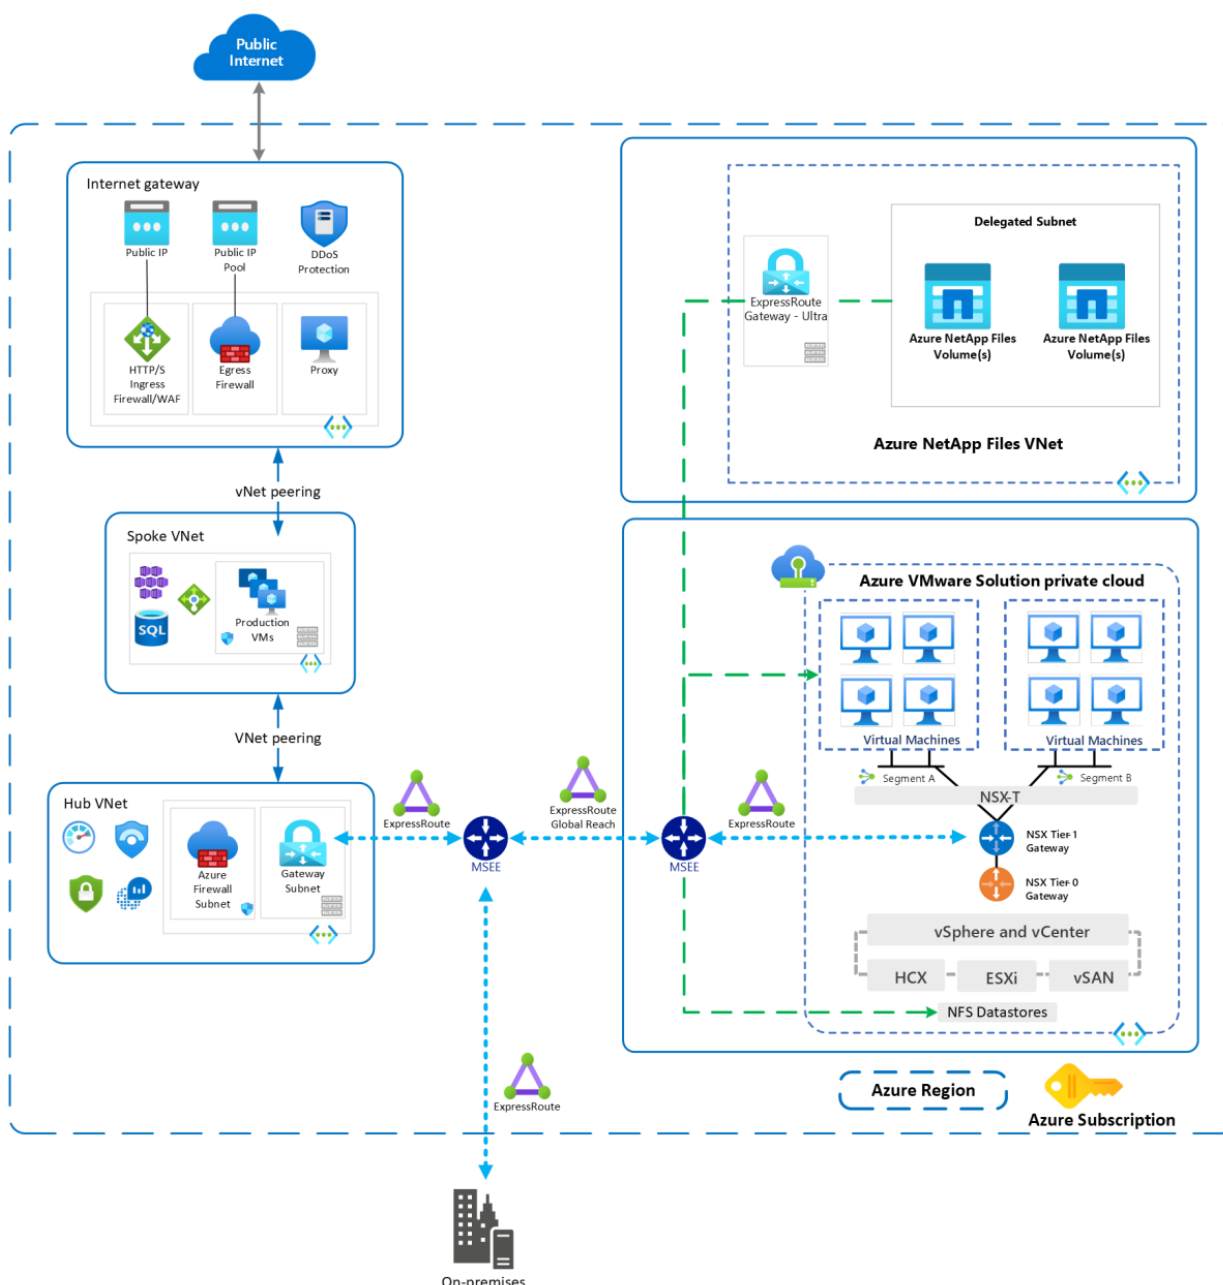 Public
Internet
Internet gateway
Public IP
Public IP
Pool
DDoS
Protection
HTTP/S
Ingress
Firewall/WAF
Egress
Firewall
Proxy
vNet peering
Spoke VNet
SQL
Production
VMs
VNet peering
Hub VNet
Azure
Firewall
Subnet
Gateway
Subnet
ExpressRoute
MSEE
ExpressRoute
Global Reach
MSEE
ExpressRoute
ExpressRoute
On-premises
Delegated Subnet
ExpressRoute
Gateway - Ultra
Azure NetApp Files
Volume(s)
Azure NetApp Files
Volume(s)
Azure NetApp Files VNet
Azure VMware Solution private cloud
Virtual Machines
Virtual Machines
Segment A
Segment B
NSX-T
NSX Tier-1
Gateway
NSX Tier-0
Gateway
vSphere and vCenter
HCX
ESXi
vSAN
NFS Datastores
Azure Region
Azure Subscription